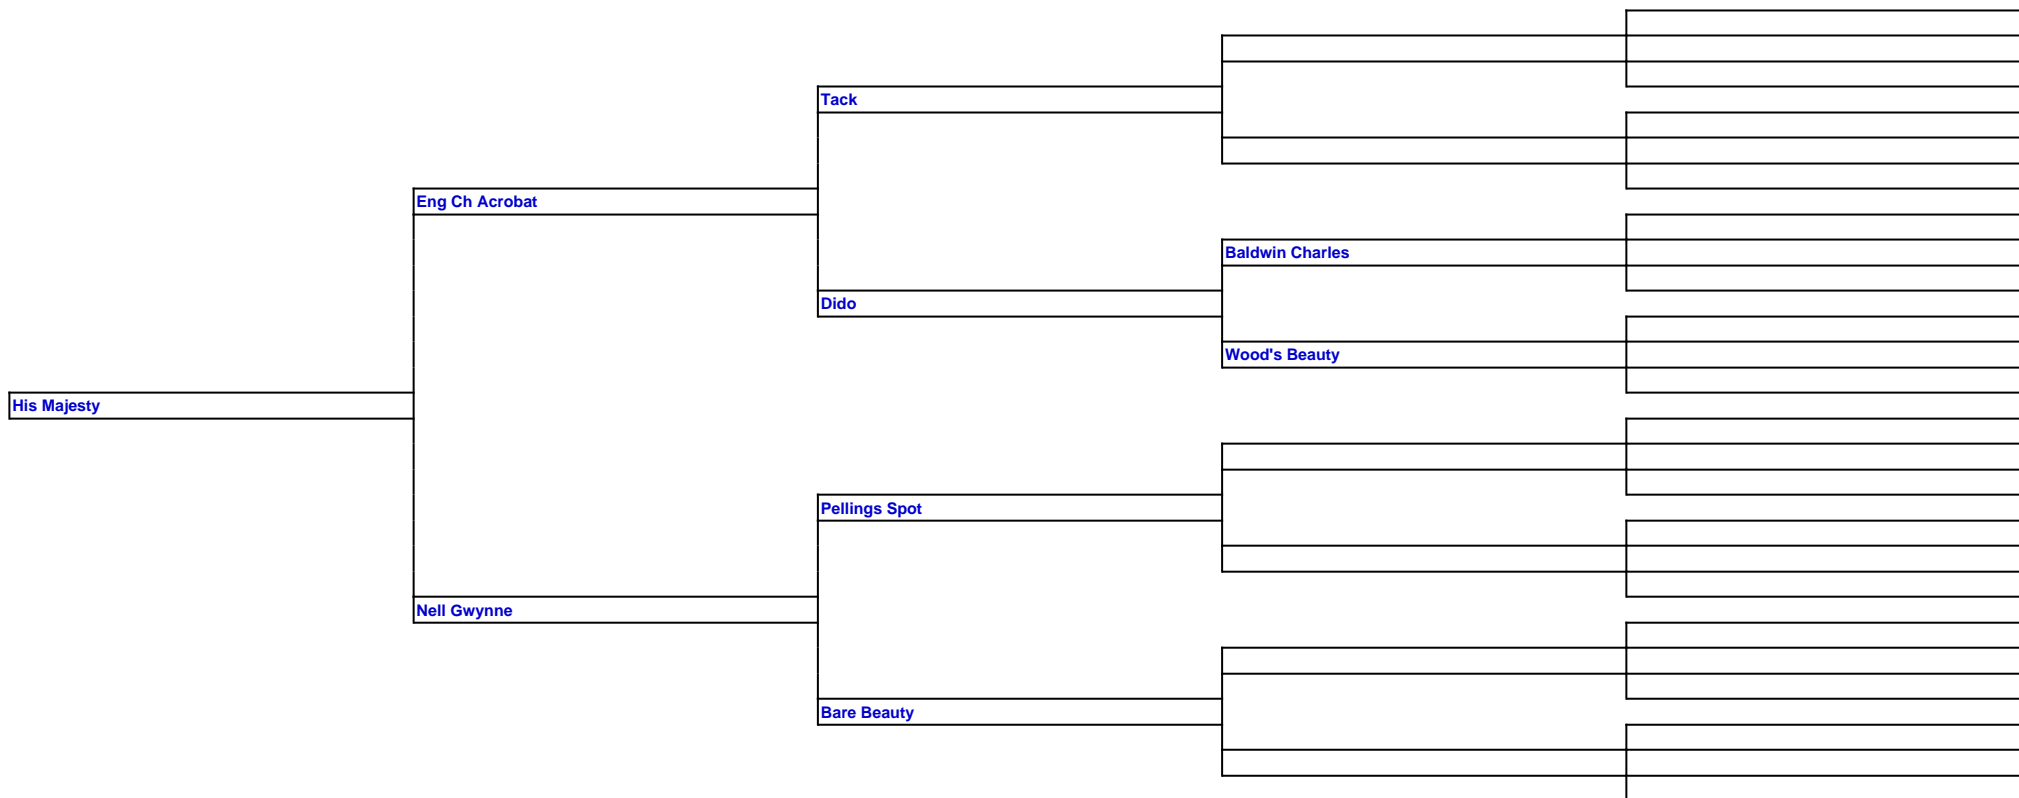 Tack
Eng Ch Acrobat
Baldwin Charles
Dido
Wood's Beauty
His Majesty
Pellings Spot
Nell Gwynne
Bare Beauty